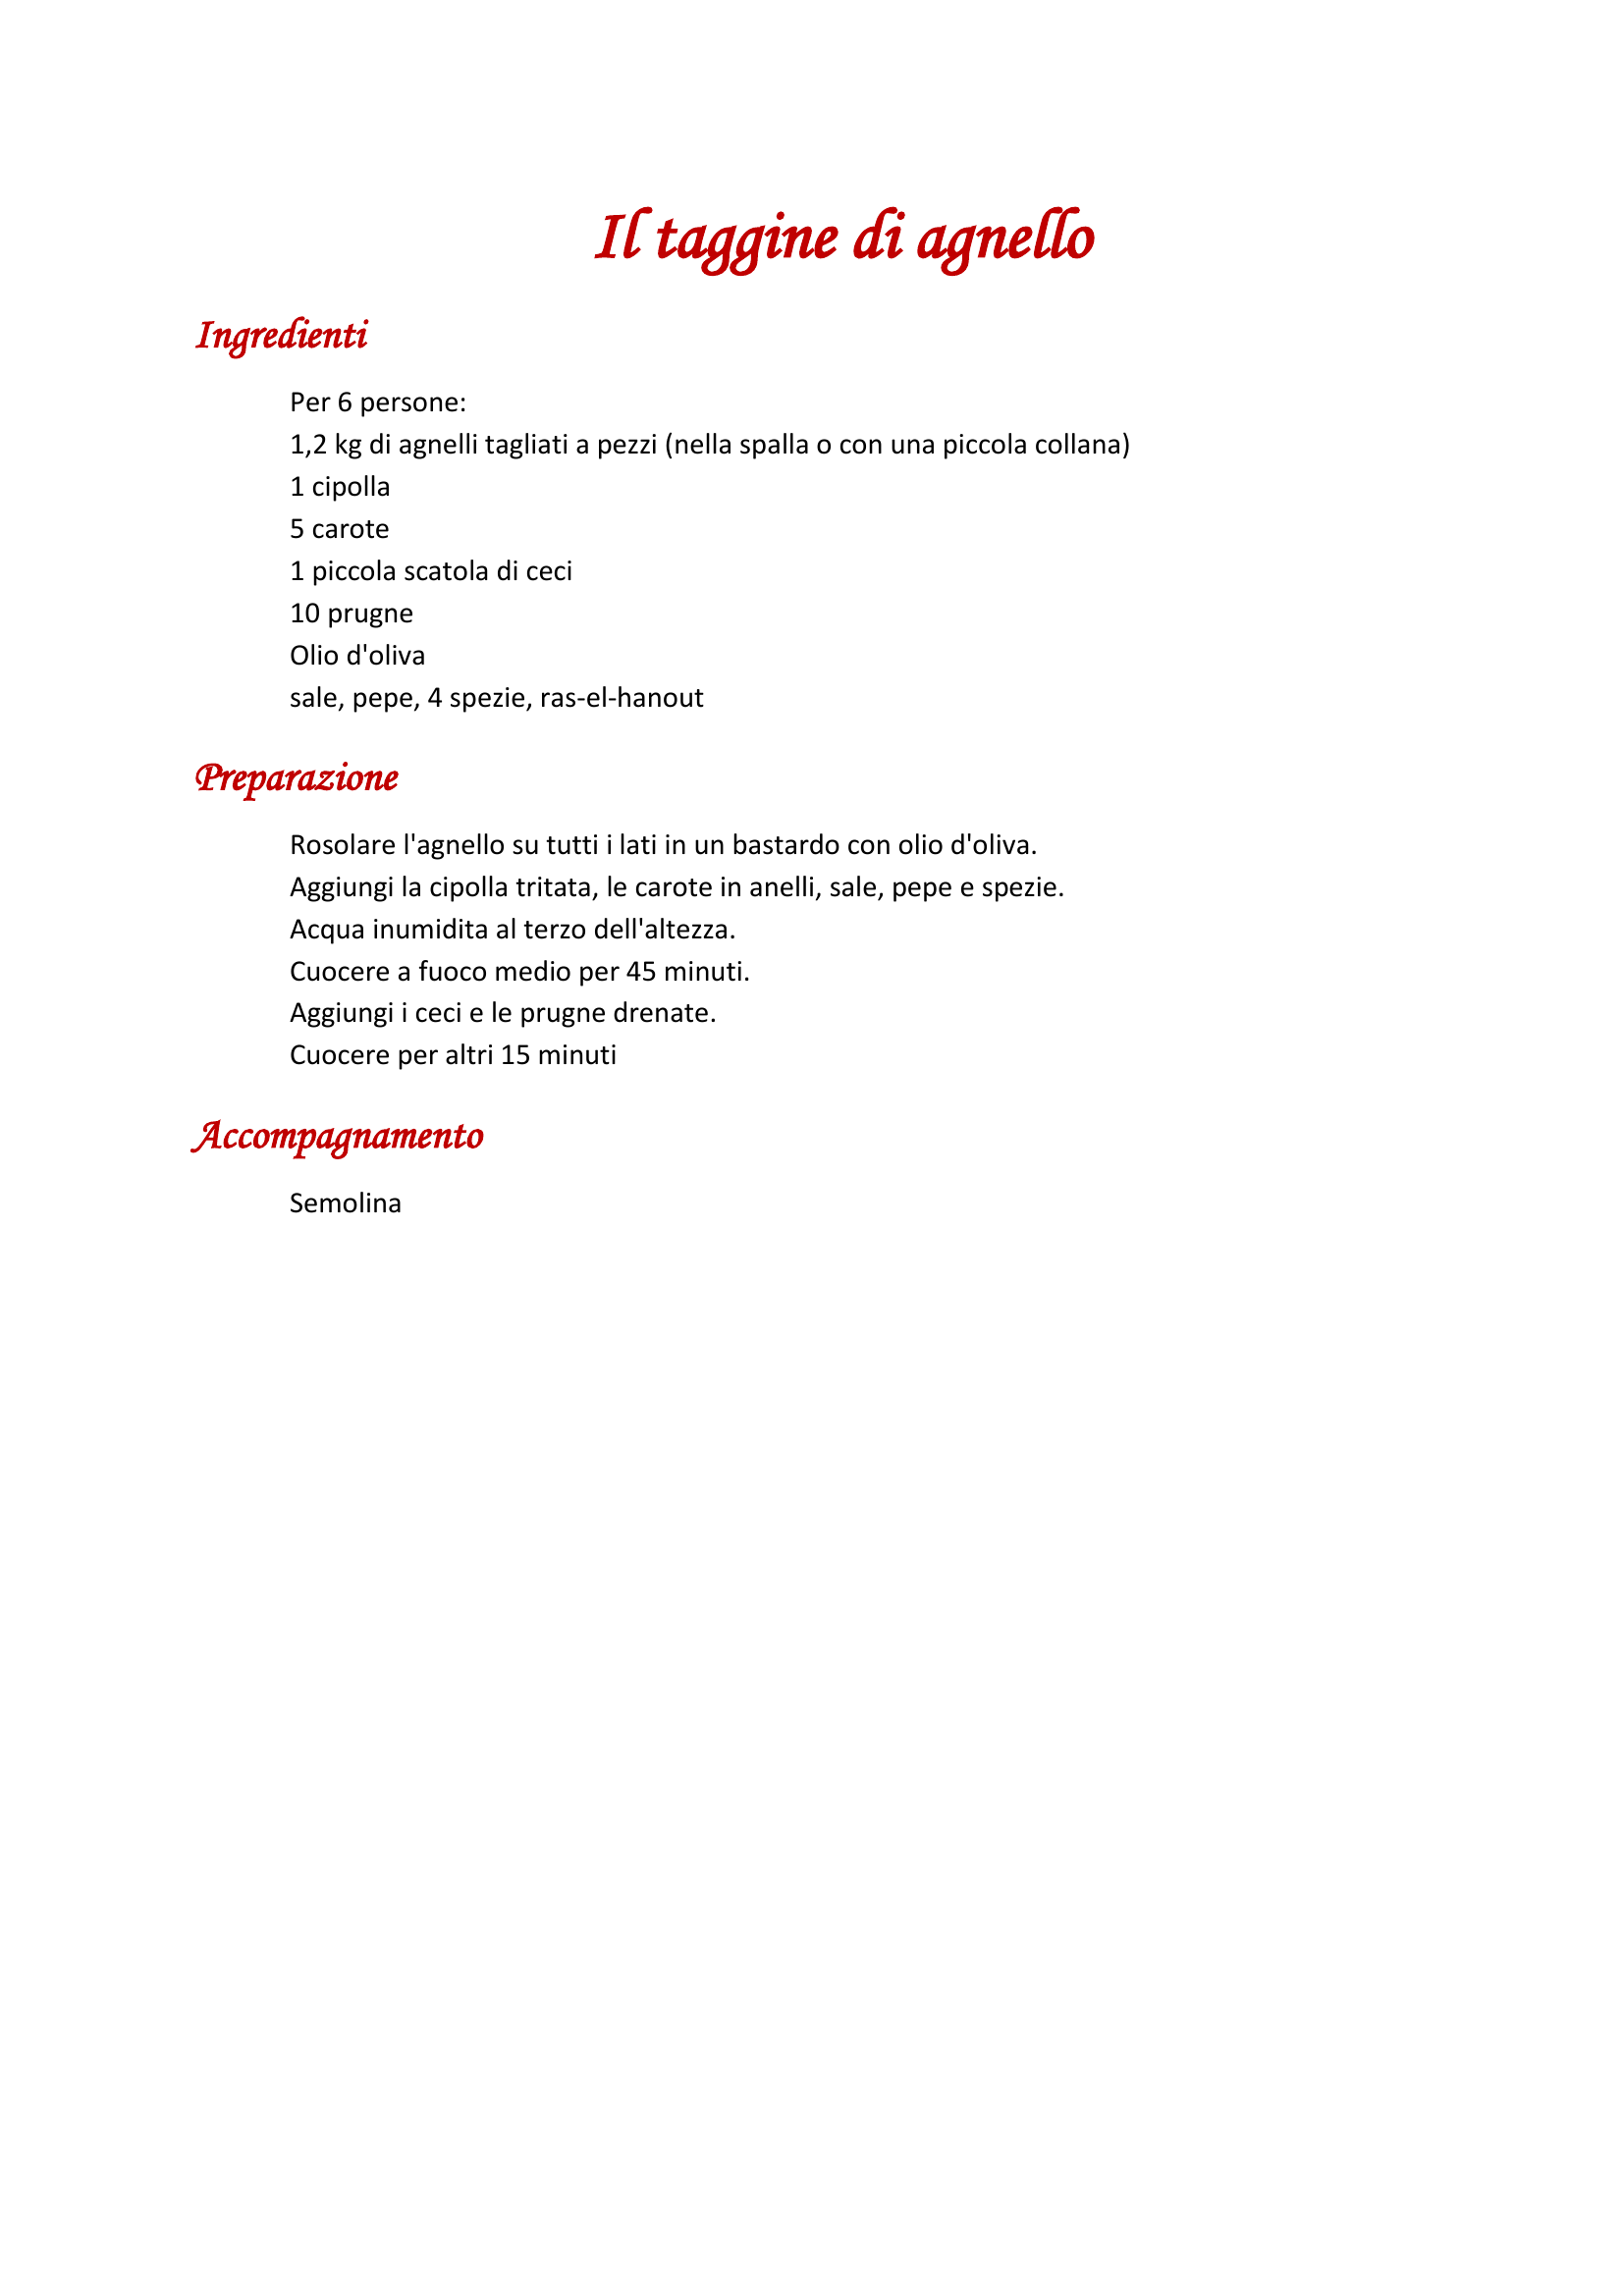 Il taggine di agnello
Ingredienti
Per 6 persone:
1,2 kg di agnelli tagliati a pezzi (nella spalla o con una piccola collana)
1 cipolla
5 carote
1 piccola scatola di ceci
10 prugne
Olio d'oliva
sale, pepe, 4 spezie, ras-el-hanout
Preparazione
Rosolare l'agnello su tutti i lati in un bastardo con olio d'oliva.
Aggiungi la cipolla tritata, le carote in anelli, sale, pepe e spezie.
Acqua inumidita al terzo dell'altezza.
Cuocere a fuoco medio per 45 minuti.
Aggiungi i ceci e le prugne drenate.
Cuocere per altri 15 minuti
Accompagnamento
Semolina